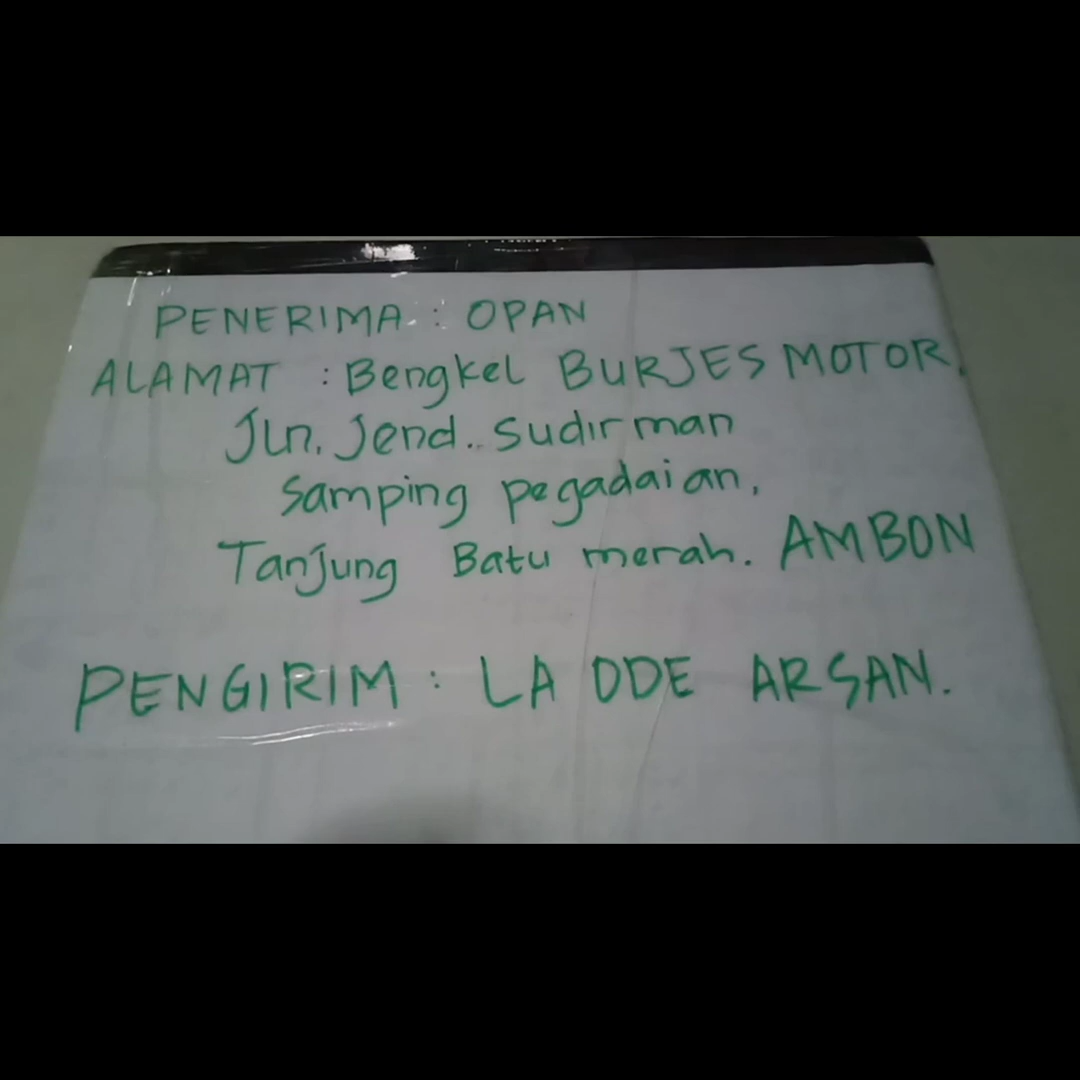 PENERIMA : OPAN
ALAMAT : Bengkel BURJES MOTOR.
Jln. Jend. Sudirman
Samping pegadaian.
Tanjung Batu merah. AMBON
PENGIRIM : LA ODE ARSAN.